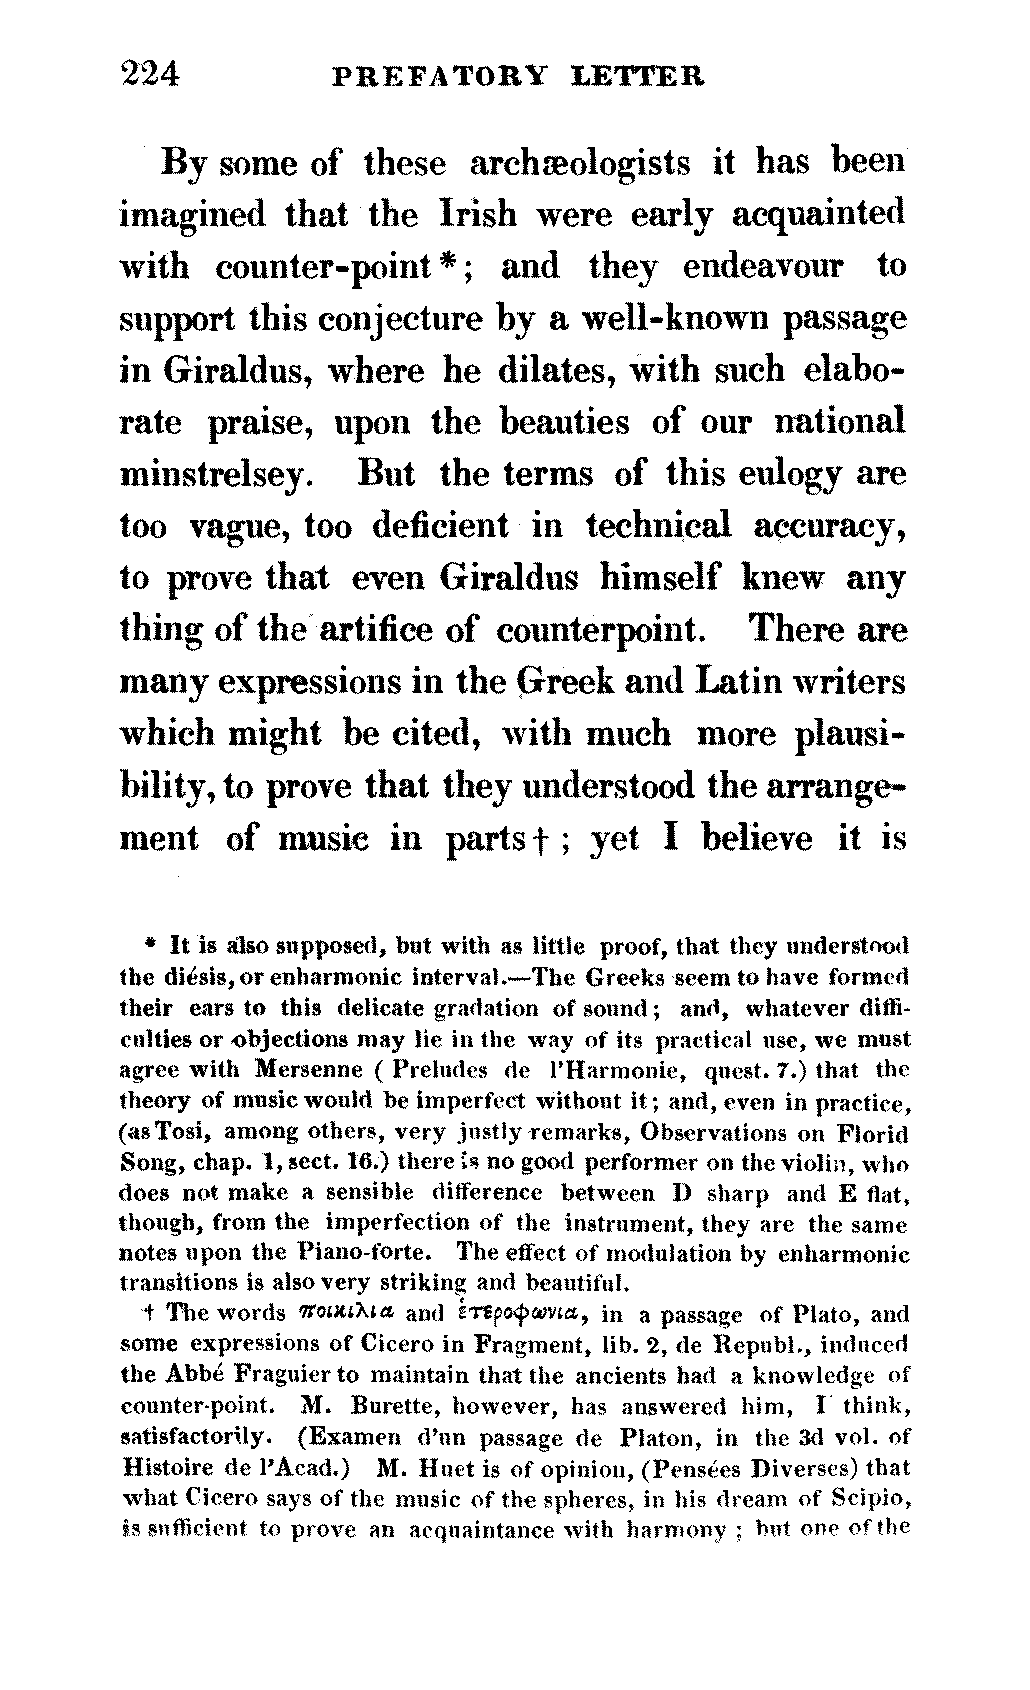 224 PREFATORY LETTER
By some of these archæologists it has been
imagined that the Irish were early acquainted
with counter-point * ; and they endeavour to
support this conjecture by a well-known passage
in Giraldus, where he dilates, with such elabo-
rate praise, upon the beauties of our national
minstrelsey. But the terms of this eulogy are
too vague, too deficient in technical accuracy,
to prove that even Giraldus himself knew any
thing of the artifice of counterpoint. There are
many expressions in the Greek and Latin writers
which might be cited, with much more plausi-
bility, to prove that they understood the arrange-
ment of music in parts † ; yet I believe it is
* It is also supposed, but with as little proof, that they understood
the diésis, or enharmonic interval.—The Greeks seem to have formed
their ears to this delicate gradation of sound ; and, whatever diffi-
culties or objections may lie in the way of its practical use, we must
agree with Mersenne ( Preludes de l'Harmonie, quest. 7.) that the
theory of music would be imperfect without it ; and, even in practice,
(as Tosi, among others, very justly remarks, Observations on Florid
Song, chap. 1, sect. 16.) there is no good performer on the violin, who
does not make a sensible difference between D sharp and E flat,
though, from the imperfection of the instrument, they are the same
notes upon the Piano-forte. The effect of modulation by enharmonic
transitions is also very striking and beautiful.
† The words ποικιλια and ἑτεροφωνια, in a passage of Plato, and
some expressions of Cicero in Fragment, lib. 2, de Republ., induced
the Abbé Fraguier to maintain that the ancients had a knowledge of
counter-point. M. Burette, however, has answered him, I think,
satisfactorily. (Examen d'un passage de Platon, in the 3d vol. of
Histoire de l'Acad.) M. Huet is of opinion, (Pensées Diverses) that
what Cicero says of the music of the spheres, in his dream of Scipio,
is sufficient to prove an acquaintance with harmony ; but one of the